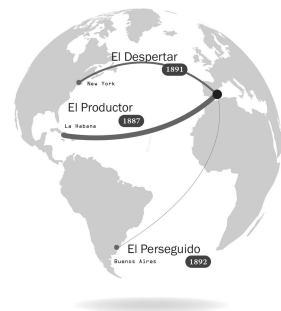 El Despertar
1891
New York
El Productor
1887
La Habana
El Perseguido
Buenos Aires
1892